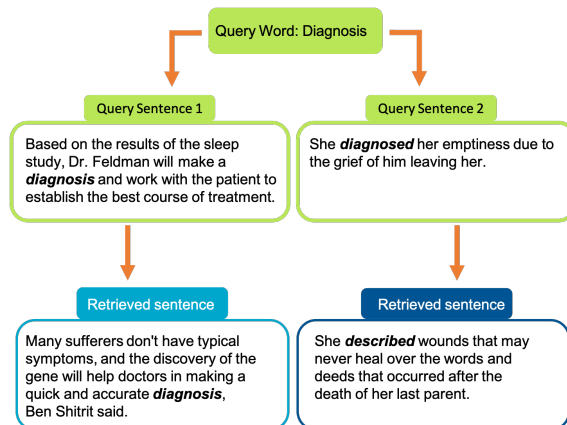 Query Word: Diagnosis
Query Sentence 1
Based on the results of the sleep
study, Dr. Feldman will make a
diagnosis and work with the patient to
establish the best course of treatment.
Query Sentence 2
She diagnosed her emptiness due to
the grief of him leaving her.
Retrieved sentence
Many sufferers don't have typical
symptoms, and the discovery of the
gene will help doctors in making a
quick and accurate diagnosis,
Ben Shitrit said.
Retrieved sentence
She described wounds that may
never heal over the words and
deeds that occurred after the
death of her last parent.